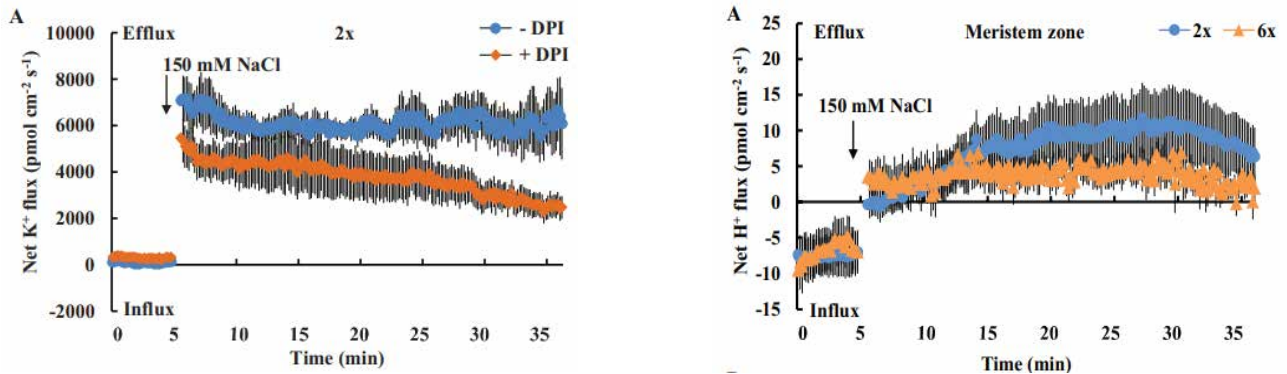 A
Net K⁺ flux (pmol cm⁻² s⁻¹)
10000
8000
6000
4000
2000
0
-2000
Efflux
2x
- DPI
+ DPI
150 mM NaCl
Influx
0 5 10 15 20 25 30 35
Time (min)
A
Net H⁺ flux (pmol cm⁻² s⁻¹)
25
20
15
10
5
0
-5
-10
-15
Efflux
Meristem zone
2x 6x
150 mM NaCl
Influx
0 5 10 15 20 25 30 35
Time (min)